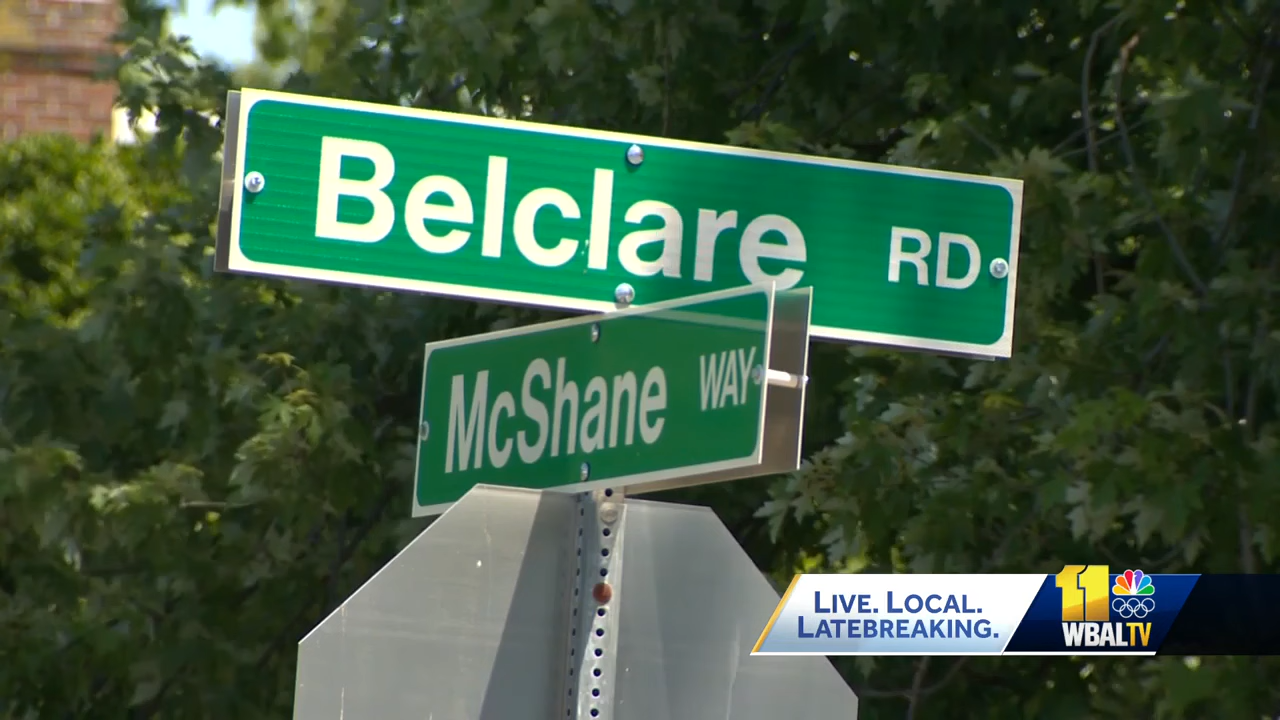 Belclare RD
McShane WAY
LIVE. LOCAL.
LATEBREAKING.
11
WBALTV